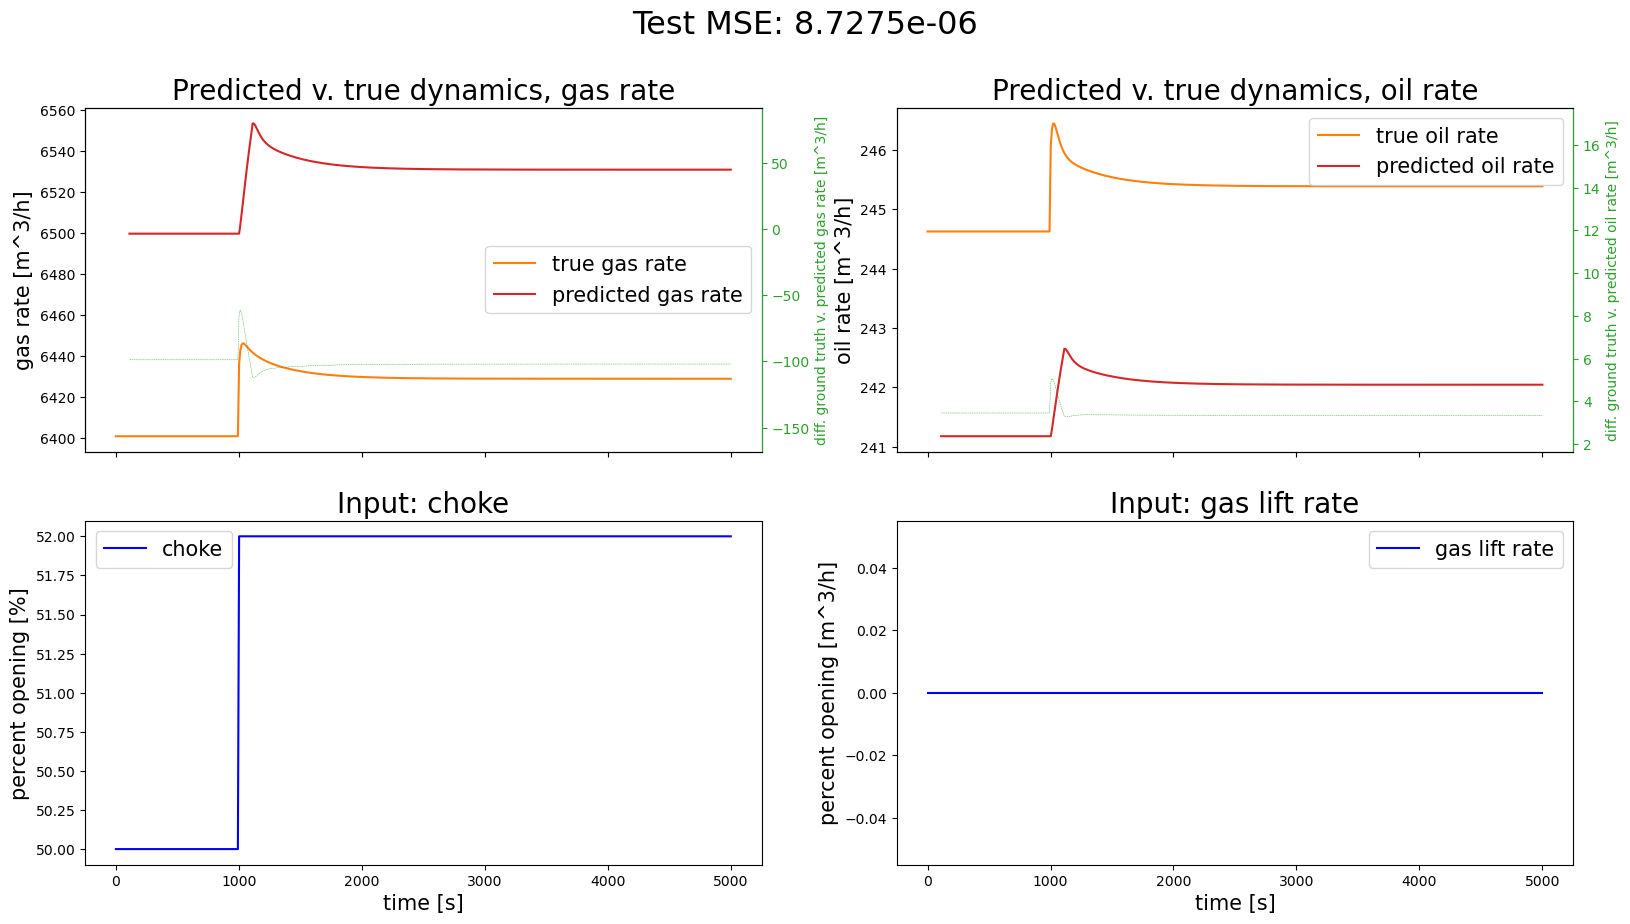 Test MSE: 8.7275e-06
Predicted v. true dynamics, gas rate
gas rate [m^3/h]
6560
6540
6520
6500
6480
6460
6440
6420
6400
true gas rate
predicted gas rate
50
0
−50
−100
−150
diff. ground truth v. predicted gas rate [m^3/h]
Predicted v. true dynamics, oil rate
oil rate [m^3/h]
246
245
244
243
242
241
true oil rate
predicted oil rate
16
14
12
10
8
6
4
2
diff. ground truth v. predicted oil rate [m^3/h]
Input: choke
percent opening [%]
52.00
51.75
51.50
51.25
51.00
50.75
50.50
50.25
50.00
choke
0 1000 2000 3000 4000 5000
time [s]
Input: gas lift rate
percent opening [m^3/h]
0.04
0.02
0.00
−0.02
−0.04
gas lift rate
0 1000 2000 3000 4000 5000
time [s]